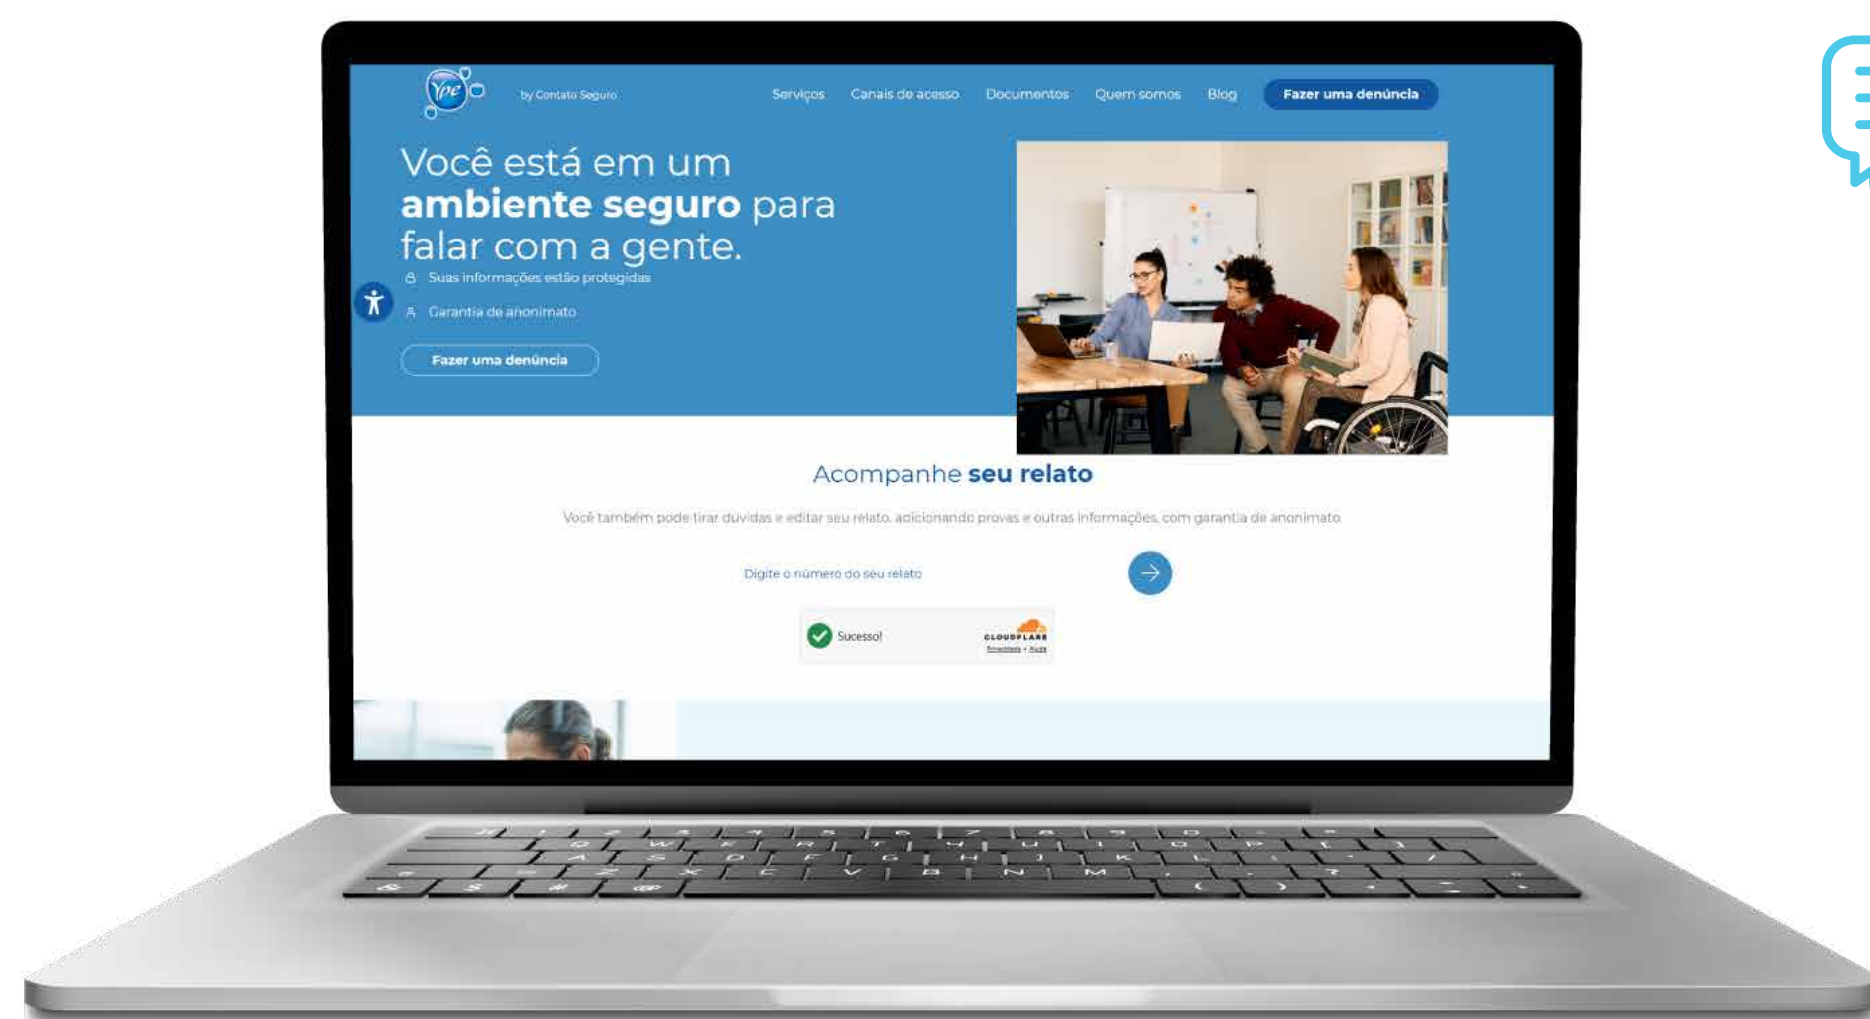 Ypê
by Contato Seguro
Serviços
Canais de acesso
Documentos
Quem somos
Blog
Fazer uma denúncia
Você está em um
ambiente seguro para
falar com a gente.
Suas informações estão protegidas
Garantia de anonimato
Fazer uma denúncia
Acompanhe seu relato
Você também pode tirar dúvidas e editar seu relato, adicionando provas e outras informações, com garantia de anonimato.
Digite o número do seu relato
Sucesso!
CLOUDFLARE
Privacidade • Ajuda